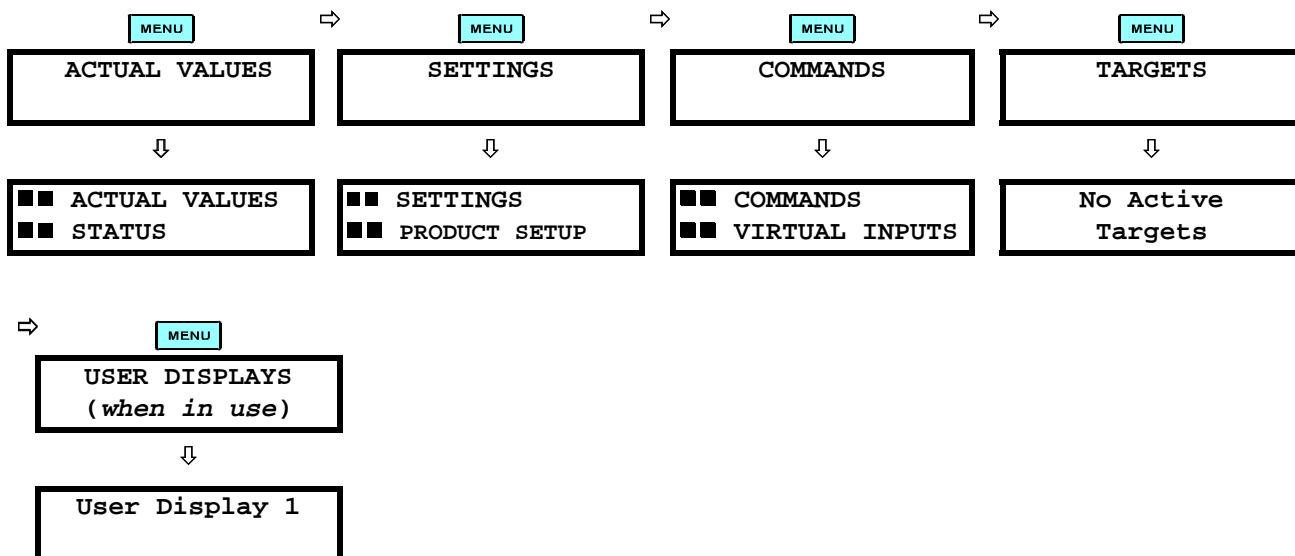 MENU
ACTUAL VALUES
MENU
SETTINGS
MENU
COMMANDS
MENU
TARGETS
ACTUAL VALUES
STATUS
SETTINGS
PRODUCT SETUP
COMMANDS
VIRTUAL INPUTS
No Active
Targets
MENU
USER DISPLAYS
(when in use)
User Display 1